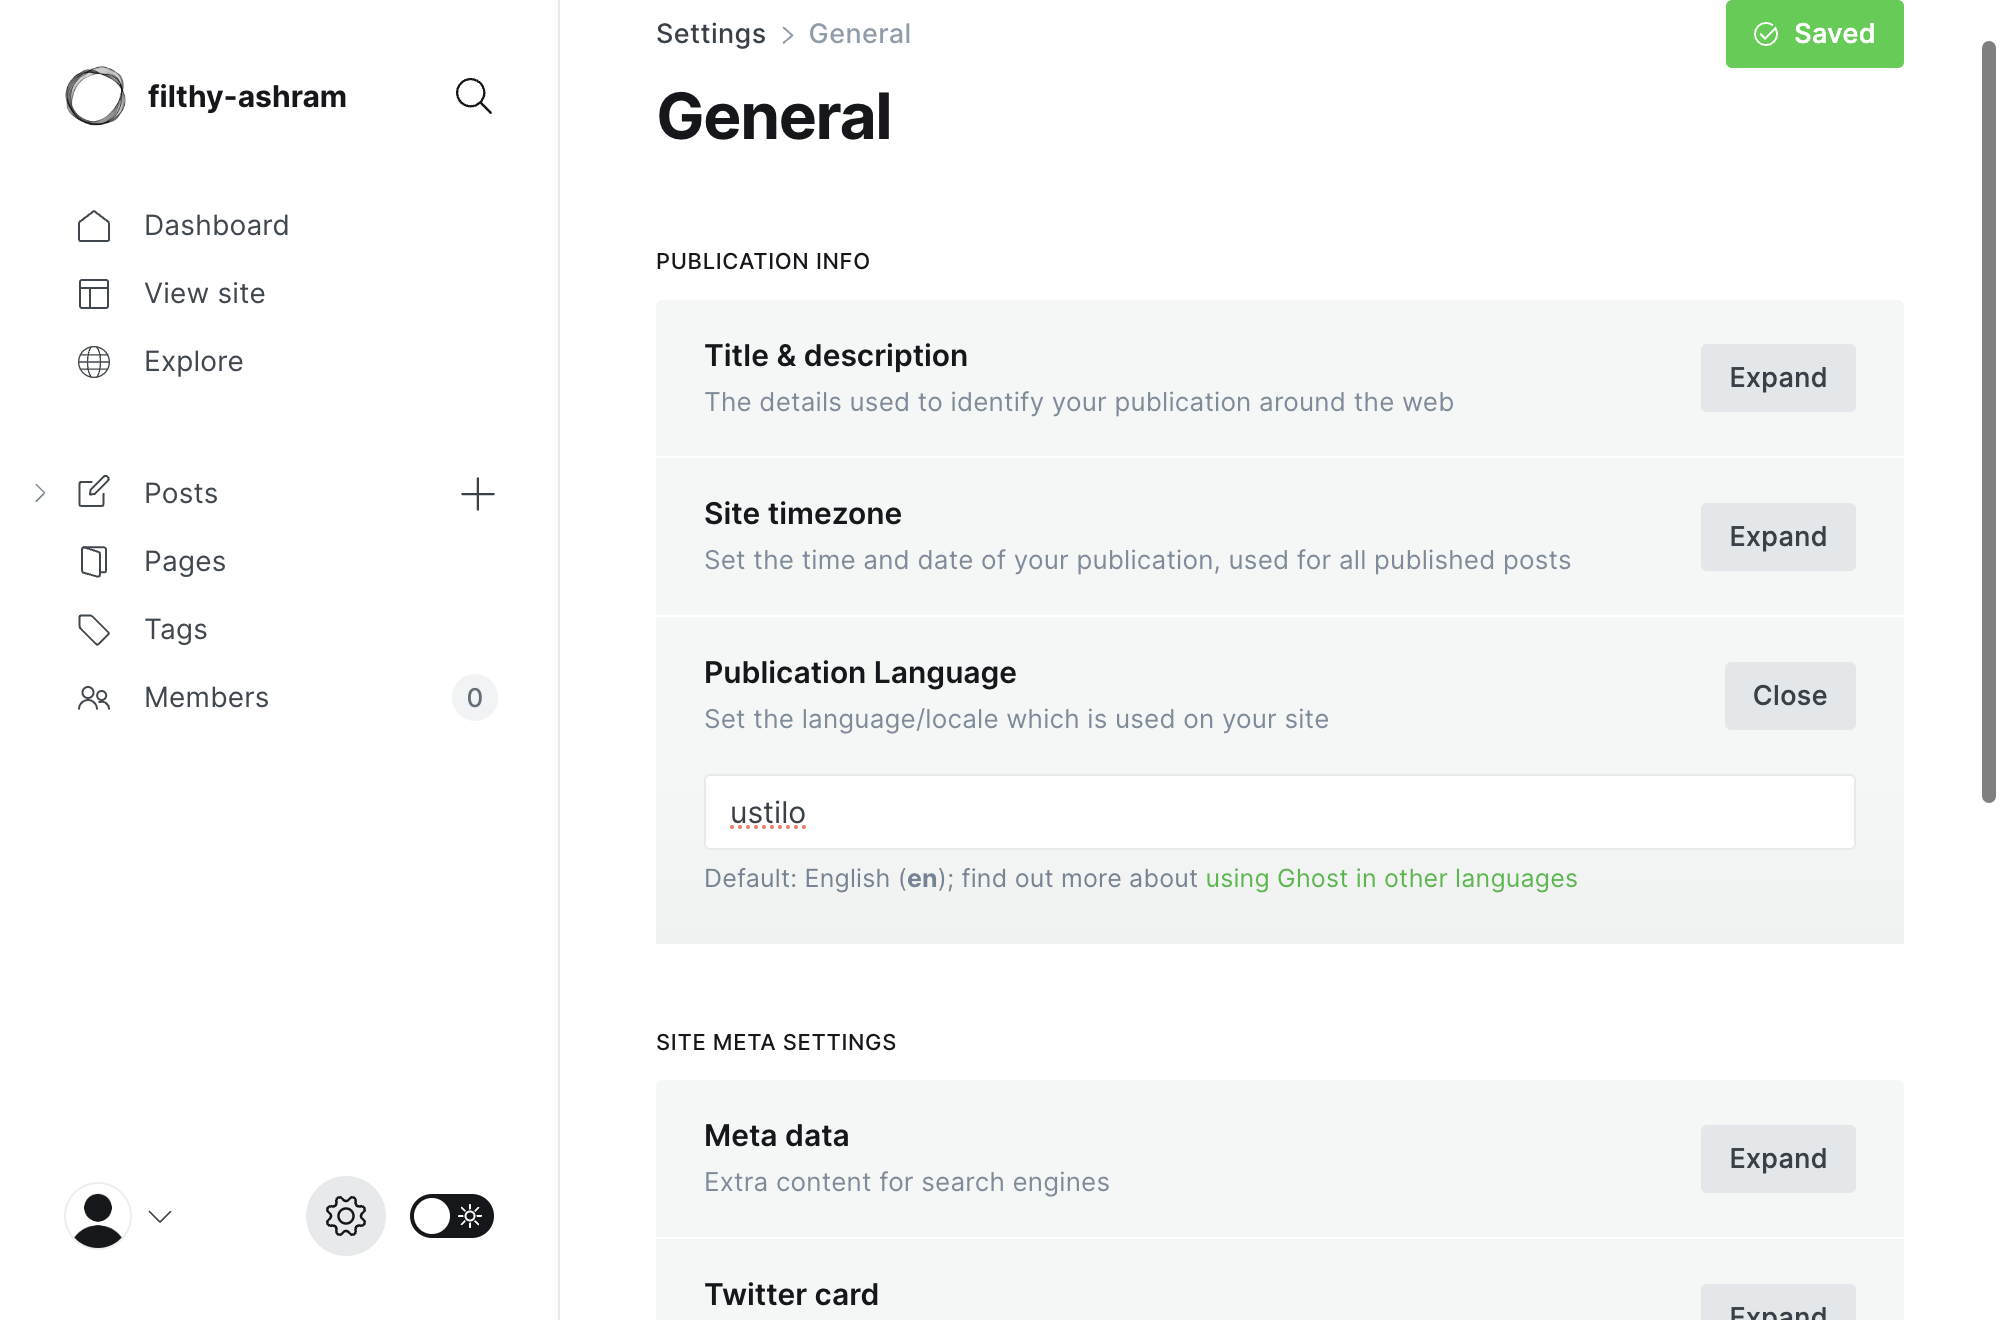 filthy-ashram
Dashboard
View site
Explore
Posts
Pages
Tags
Members
0
Settings
General
Saved
General
PUBLICATION INFO
Title & description
The details used to identify your publication around the web
Expand
Site timezone
Set the time and date of your publication, used for all published posts
Expand
Publication Language
Set the language/locale which is used on your site
Close
ustilo
Default: English (en); find out more about using Ghost in other languages
SITE META SETTINGS
Meta data
Extra content for search engines
Expand
Twitter card
Expand